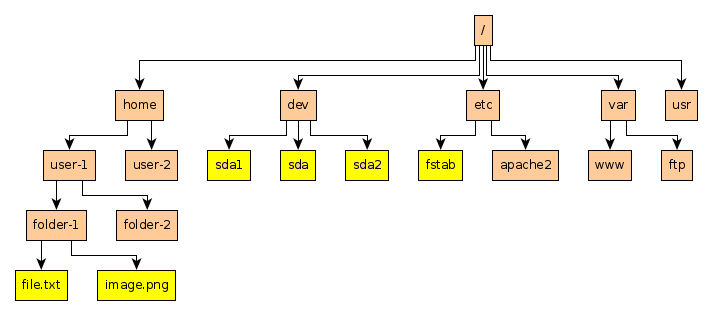 /
home dev etc var usr
user-1 user-2 sda1 sda sda2 fstab apache2 www ftp
folder-1 folder-2
file.txt image.png